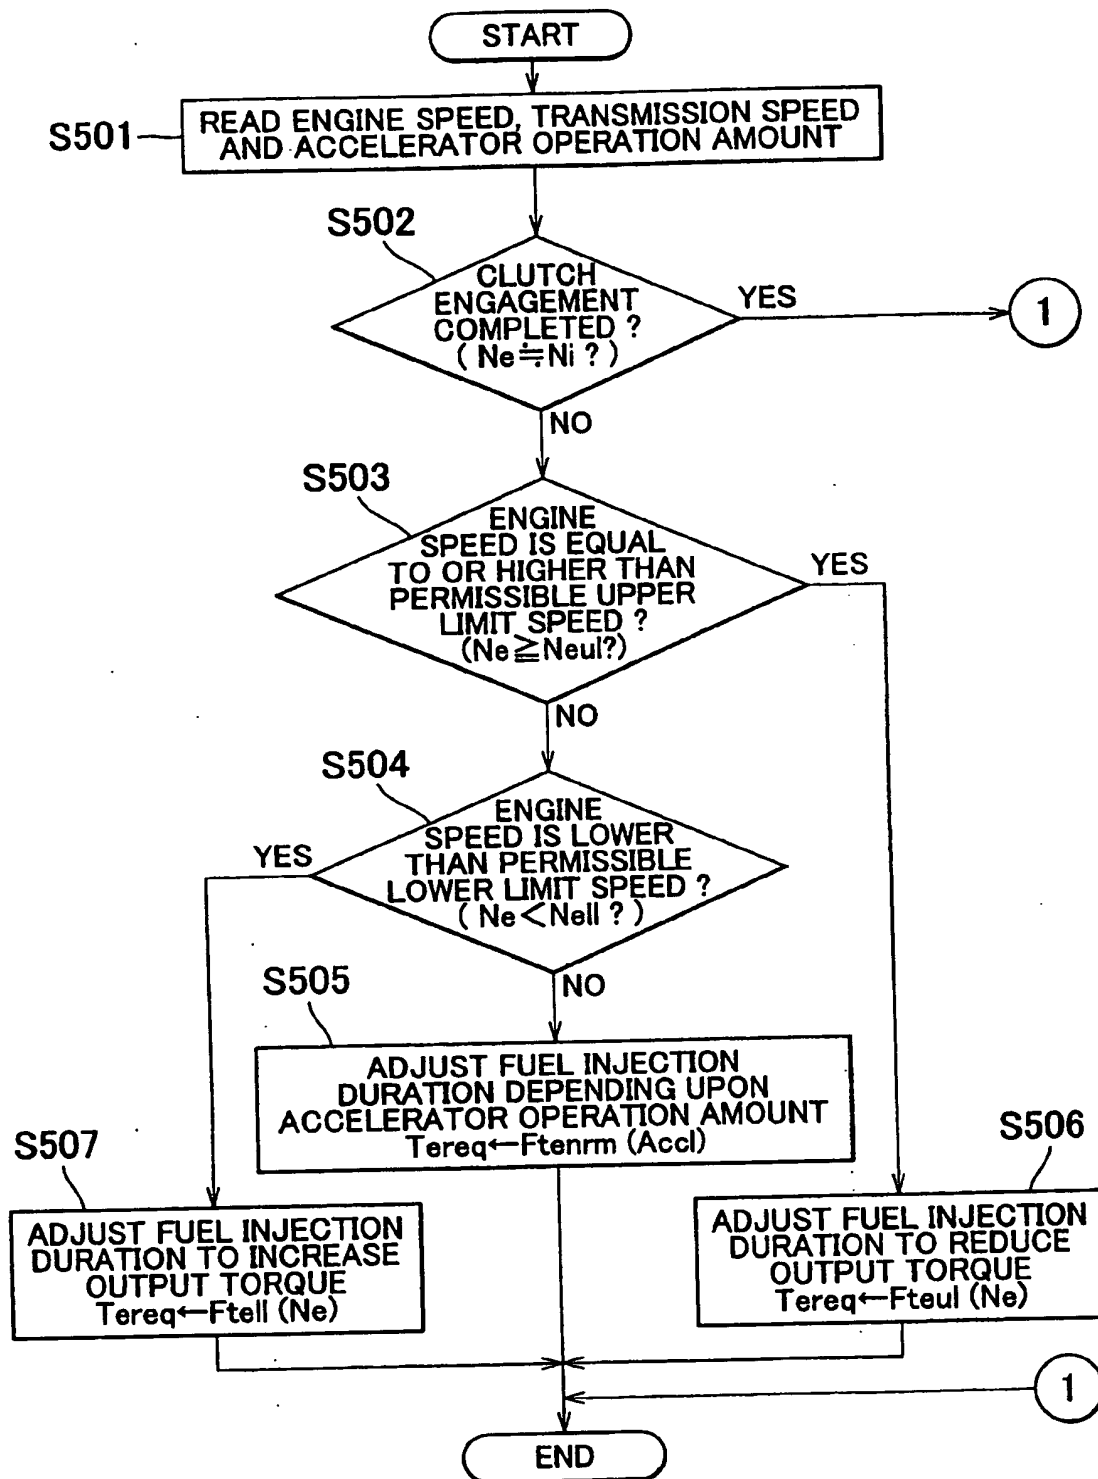 START
S501
READ ENGINE SPEED, TRANSMISSION SPEED
AND ACCELERATOR OPERATION AMOUNT
S502
CLUTCH
ENGAGEMENT
COMPLETED ?
( Ne≒Ni ? )
YES
1
NO
S503
ENGINE
SPEED IS EQUAL
TO OR HIGHER THAN
PERMISSIBLE UPPER
LIMIT SPEED ?
(Ne≧Neul?)
YES
NO
S504
ENGINE
SPEED IS LOWER
THAN PERMISSIBLE
LOWER LIMIT SPEED ?
( Ne<Nell ? )
YES
NO
S505
ADJUST FUEL INJECTION
DURATION DEPENDING UPON
ACCELERATOR OPERATION AMOUNT
Tereq←Ftenrm (Accl)
S507
ADJUST FUEL INJECTION
DURATION TO INCREASE
OUTPUT TORQUE
Tereq←Ftell (Ne)
S506
ADJUST FUEL INJECTION
DURATION TO REDUCE
OUTPUT TORQUE
Tereq←Fteul (Ne)
1
END